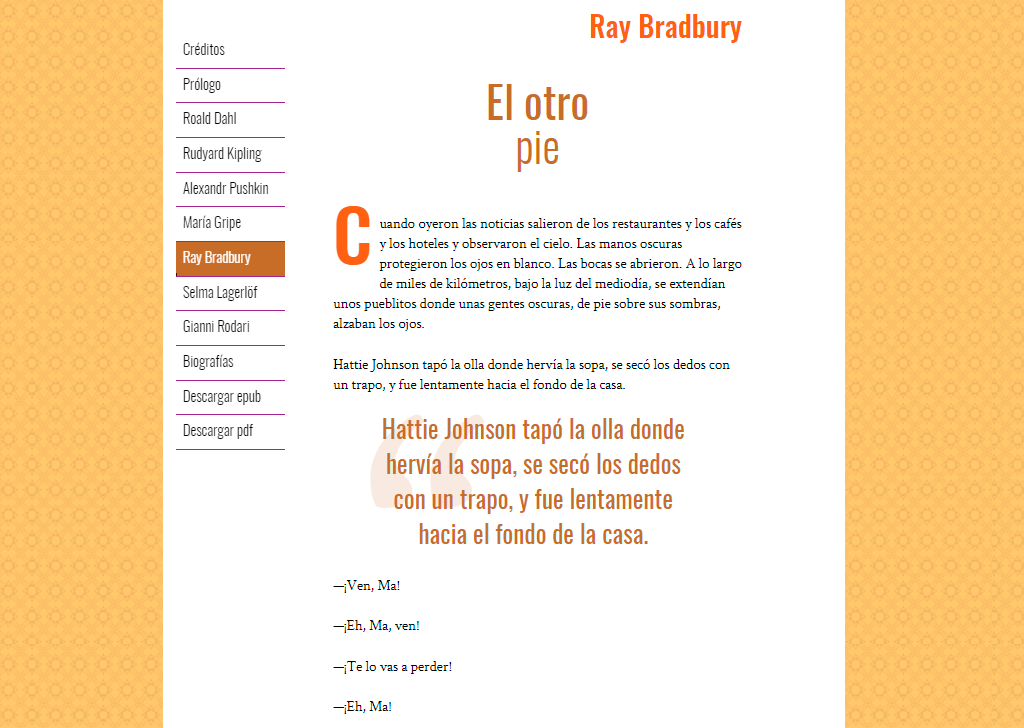 Créditos
Prólogo
Roald Dahl
Rudyard Kipling
Alexandr Pushkin
María Gripe
Ray Bradbury
Selma Lagerlöf
Gianni Rodari
Biografías
Descargar epub
Descargar pdf
Ray Bradbury
El otro
pie
Cuando oyeron las noticias salieron de los restaurantes y los cafés
y los hoteles y observaron el cielo. Las manos oscuras
protegieron los ojos en blanco. Las bocas se abrieron. A lo largo
de miles de kilómetros, bajo la luz del mediodía, se extendían
unos pueblitos donde unas gentes oscuras, de pie sobre sus sombras,
alzaban los ojos.
Hattie Johnson tapó la olla donde hervía la sopa, se secó los dedos con
un trapo, y fue lentamente hacia el fondo de la casa.
“
Hattie Johnson tapó la olla donde
hervía la sopa, se secó los dedos
con un trapo, y fue lentamente
hacia el fondo de la casa.
—¡Ven, Ma!
—¡Eh, Ma, ven!
—¡Te lo vas a perder!
—¡Eh, Ma!